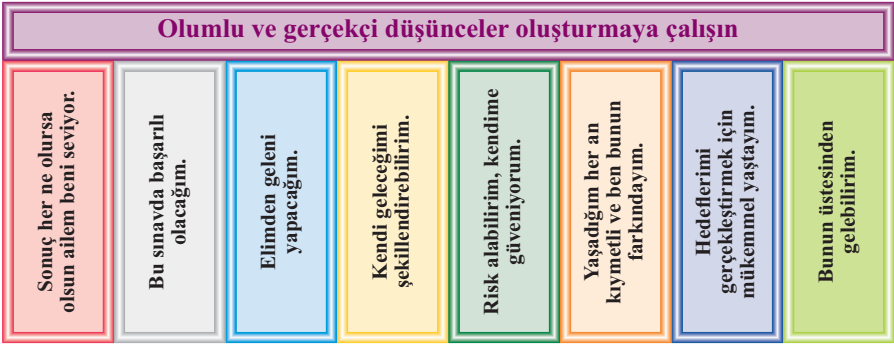 Olumlu ve gerçekçi düşünceler oluşturmaya çalışın
Sonuç her ne olursa
olsun ailem beni seviyor.
Bu sınavda başarılı
olacağım.
Elimden geleni
yapacağım.
Kendi geleceğimi
şekillendirebilirim.
Risk alabilirim, kendime
güveniyorum.
Yaşadığım her an
kıymetli ve ben bunun
farkındayım.
Hedeflerimi
gerçekleştirmek için
mükemmel yaştayım.
Bunun üstesinden
gelebilirim.